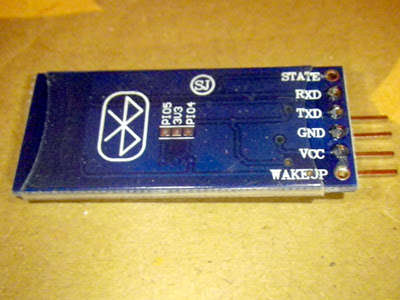 SJ
STATE
RXD
TXD
GND
VCC
WAKEUP
PIO5
3V3
PIO4